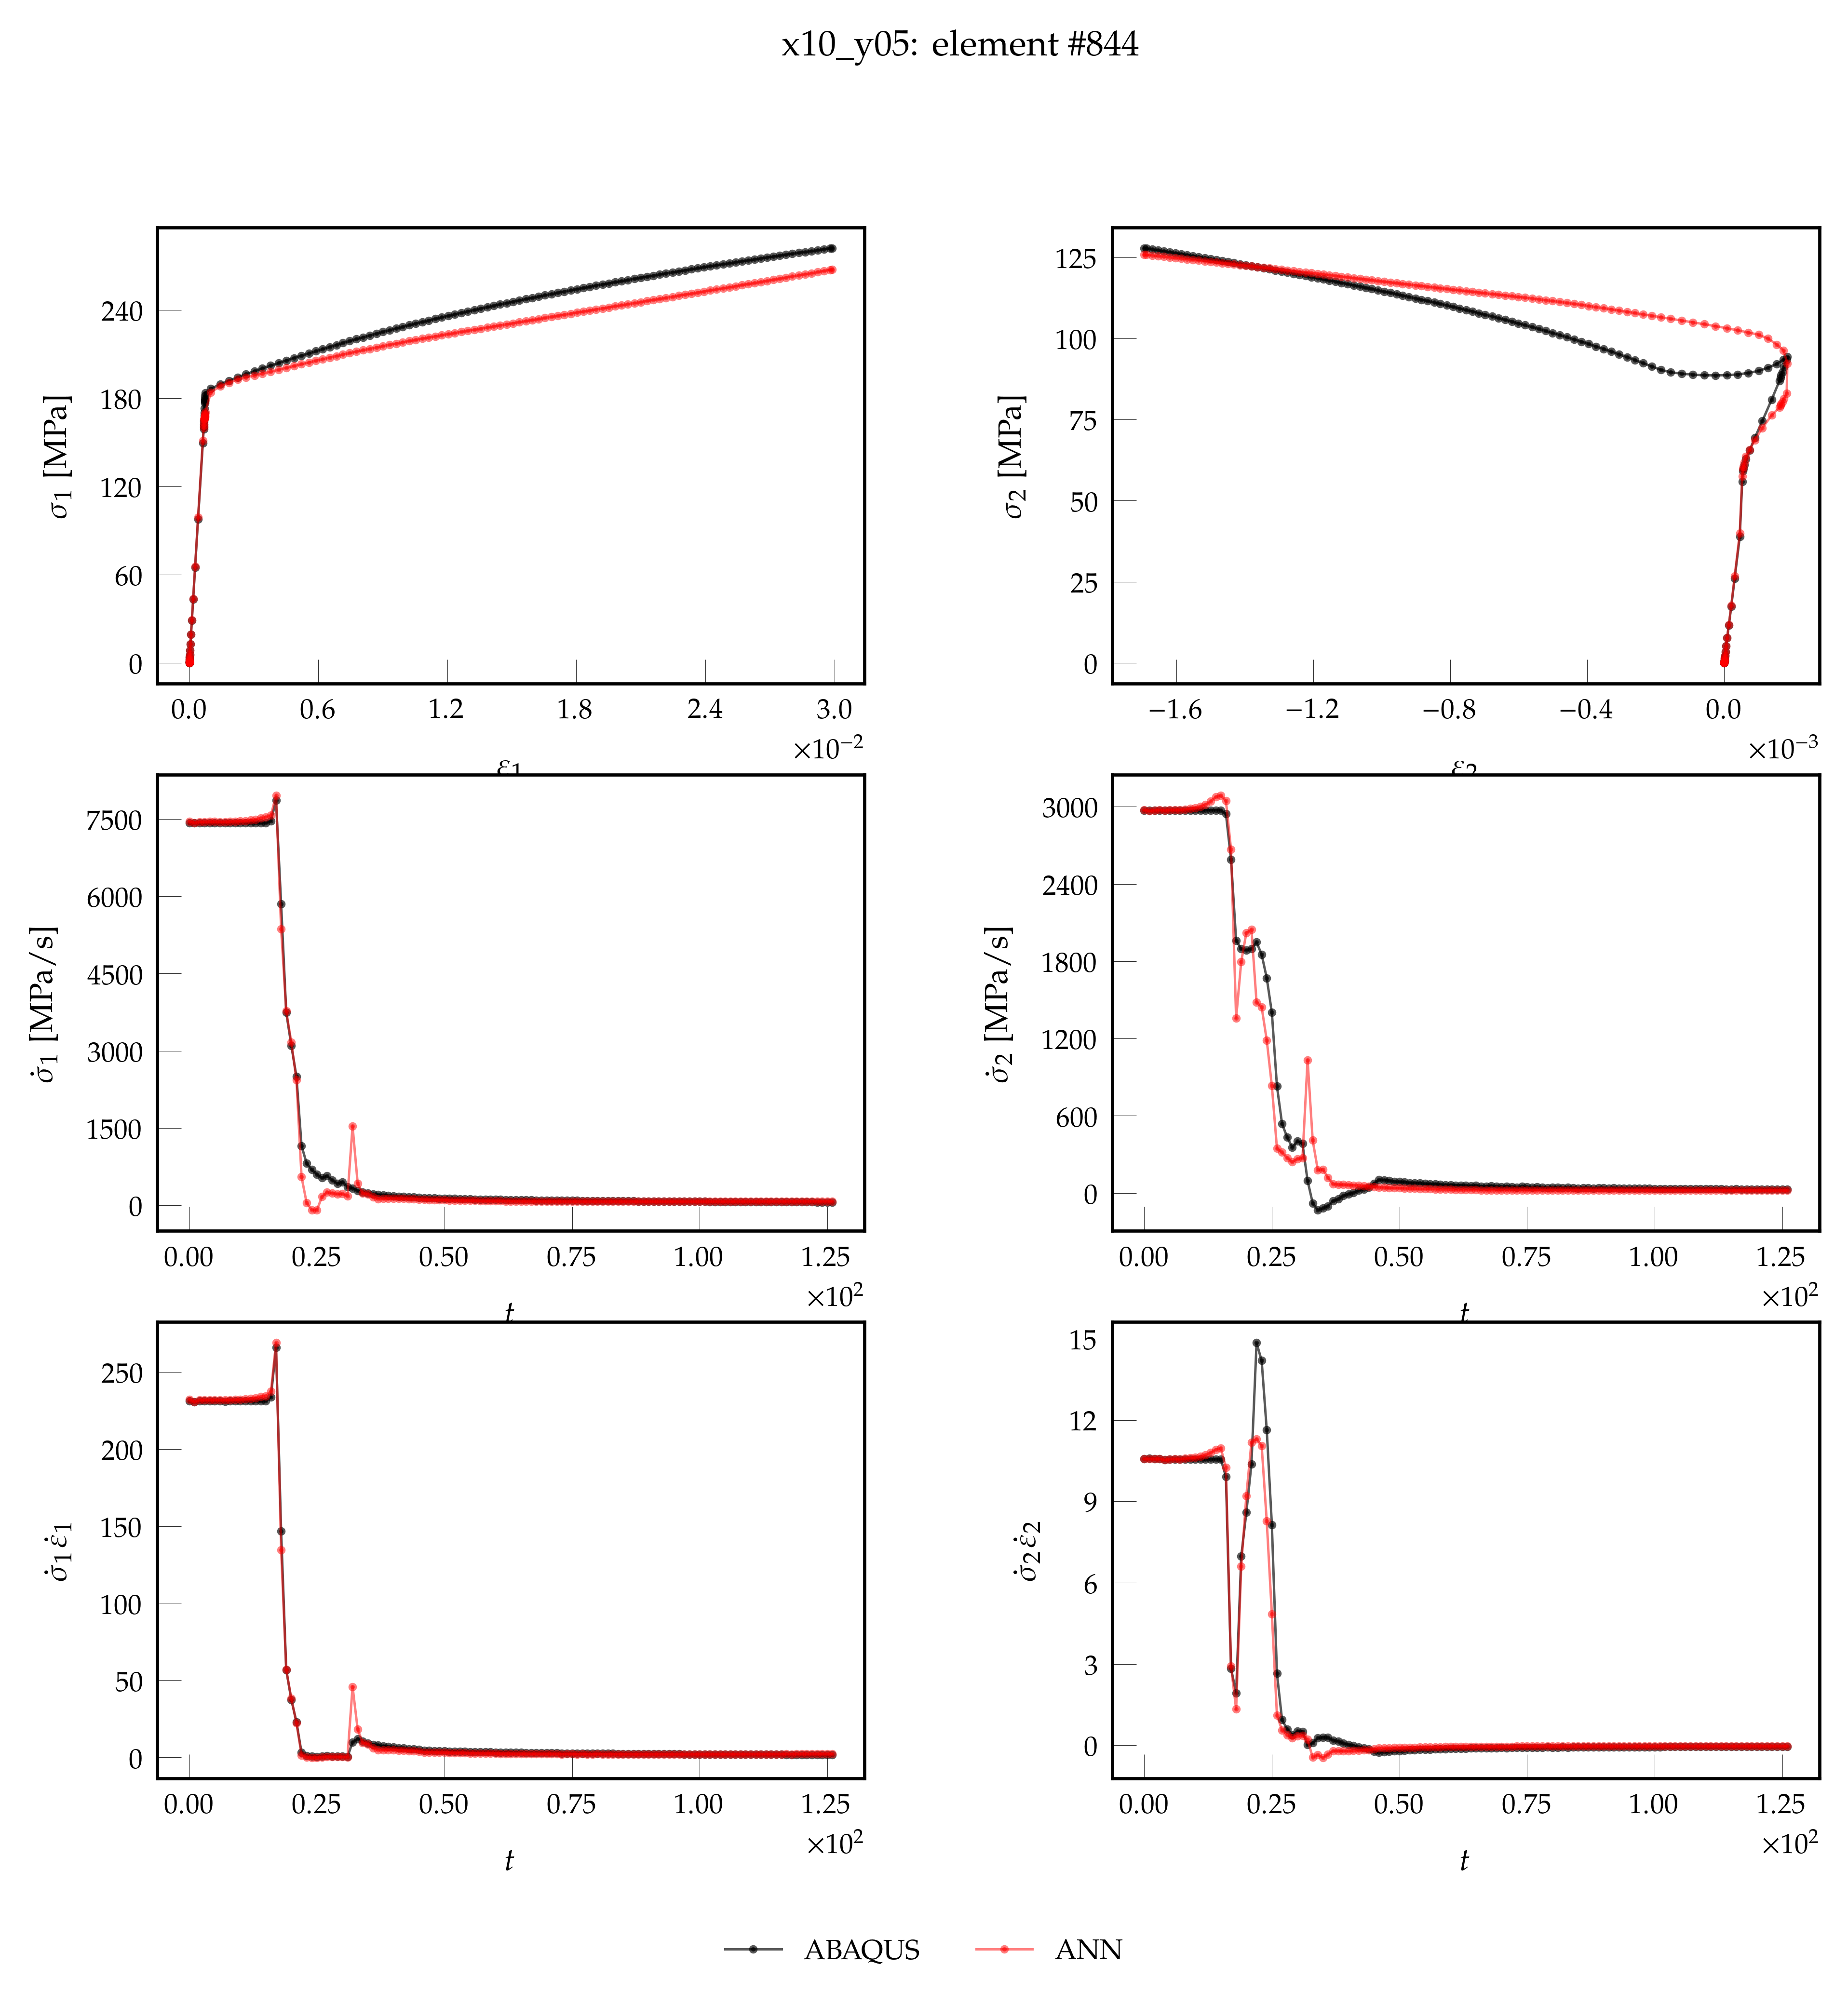 x10_y05: element #844
σ₁ [MPa]
240
180
120
60
0
0.0 0.6 1.2 1.8 2.4 3.0
×10⁻²
ε₁
σ₂ [MPa]
125
100
75
50
25
0
−1.6 −1.2 −0.8 −0.4 0.0
×10⁻³
ε₂
σ̇₁ [MPa/s]
7500
6000
4500
3000
1500
0
0.00 0.25 0.50 0.75 1.00 1.25
×10²
t
σ̇₂ [MPa/s]
3000
2400
1800
1200
600
0
0.00 0.25 0.50 0.75 1.00 1.25
×10²
t
σ̇₁ε̇₁
250
200
150
100
50
0
0.00 0.25 0.50 0.75 1.00 1.25
×10²
t
σ̇₂ε̇₂
15
12
9
6
3
0
0.00 0.25 0.50 0.75 1.00 1.25
×10²
t
ABAQUS ANN